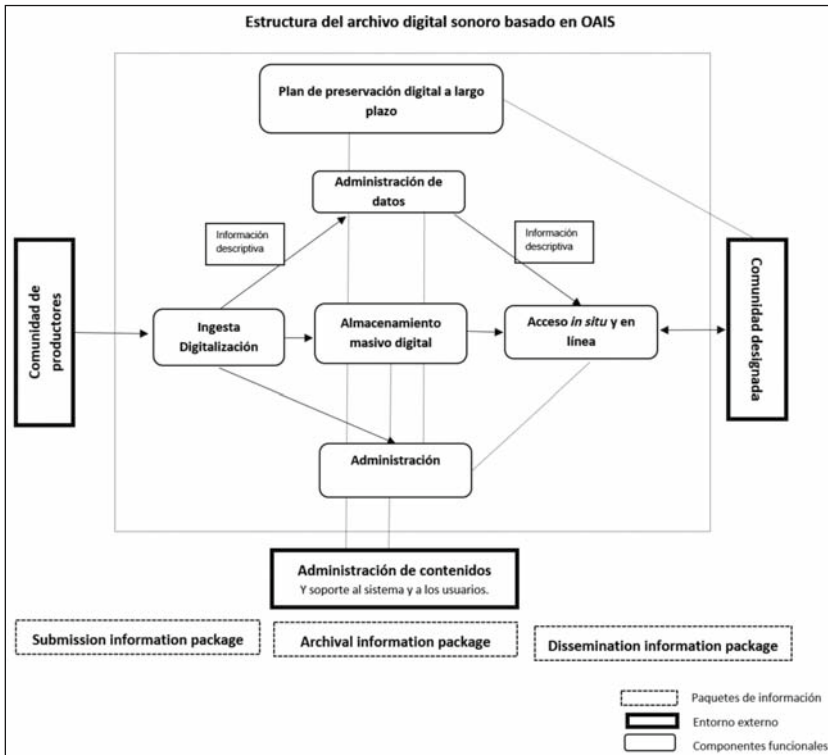 Estructura del archivo digital sonoro basado en OAIS
Plan de preservación digital a largo
plazo
Administración de
datos
Información
descriptiva
Información
descriptiva
Comunidad de
productores
Ingesta
Digitalización
Almacenamiento
masivo digital
Acceso in situ y en
línea
Comunidad designada
Administración
Administración de contenidos
Y soporte al sistema y a los usuarios.
Submission information package
Archival information package
Dissemination information package
Paquetes de información
Entorno externo
Componentes funcionales